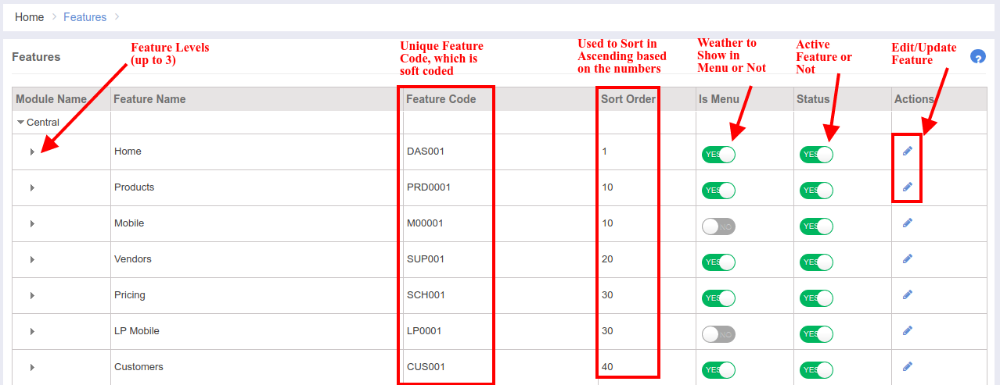 Home > Features >
Features
Feature Levels
(up to 3)
Unique Feature
Code, which is
soft coded
Used to Sort in
Ascending based
on the numbers
Weather to
Show in
Menu or Not
Active
Feature or
Not
Edit/Update
Feature
?
Module Name Feature Name Feature Code Sort Order Is Menu Status Actions
Central
Home DAS001 1 YES YES
Products PRD0001 10 YES YES
Mobile M00001 10 NO YES
Vendors SUP001 20 YES YES
Pricing SCH001 30 YES YES
LP Mobile LP0001 30 NO YES
Customers CUS001 40 YES YES